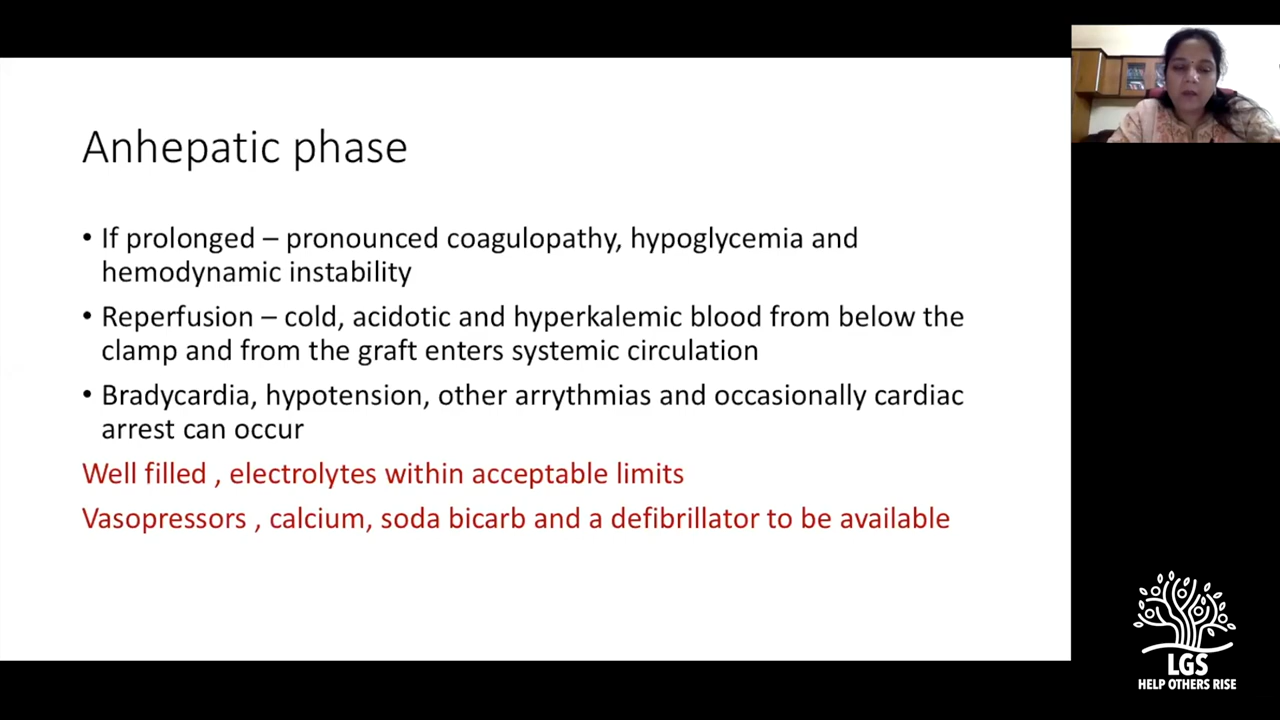 Anhepatic phase
• If prolonged – pronounced coagulopathy, hypoglycemia and
hemodynamic instability
• Reperfusion – cold, acidotic and hyperkalemic blood from below the
clamp and from the graft enters systemic circulation
• Bradycardia, hypotension, other arrythmias and occasionally cardiac
arrest can occur
Well filled , electrolytes within acceptable limits
Vasopressors , calcium, soda bicarb and a defibrillator to be available
LGS
HELP OTHERS RISE